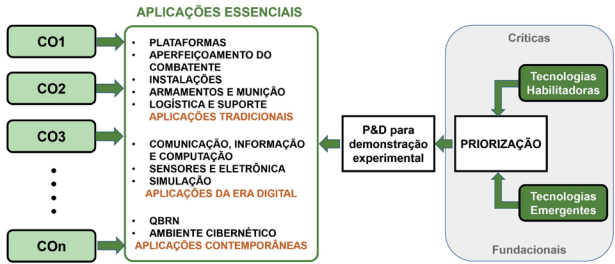 APLICAÇÕES ESSENCIAIS
CO1
CO2
CO3
COn
• PLATAFORMAS
• APERFEIÇOAMENTO DO
COMBATENTE
• INSTALAÇÕES
• ARMAMENTOS E MUNIÇÃO
• LOGÍSTICA E SUPORTE
APLICAÇÕES TRADICIONAIS
• COMUNICAÇÃO, INFORMAÇÃO
E COMPUTAÇÃO
• SENSORES E ELETRÔNICA
• SIMULAÇÃO
APLICAÇÕES DA ERA DIGITAL
• QBRN
• AMBIENTE CIBERNÉTICO
APLICAÇÕES CONTEMPORÂNEAS
P&D para
demonstração
experimental
Críticas
Tecnologias
Habilitadoras
PRIORIZAÇÃO
Tecnologias
Emergentes
Fundacionais